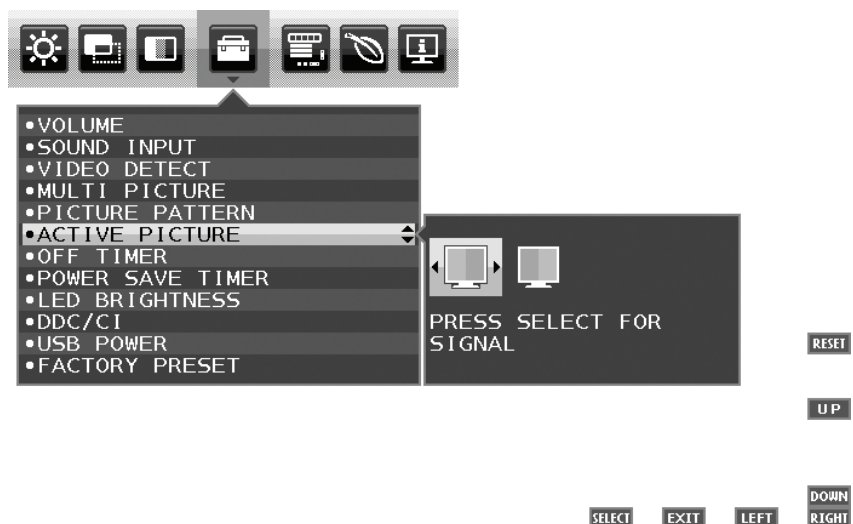 •VOLUME
•SOUND INPUT
•VIDEO DETECT
•MULTI PICTURE
•PICTURE PATTERN
•ACTIVE PICTURE
•OFF TIMER
•POWER SAVE TIMER
•LED BRIGHTNESS
•DDC/CI
•USB POWER
•FACTORY PRESET
PRESS SELECT FOR
SIGNAL
RESET
UP
DOWN
SELECT EXIT LEFT RIGHT